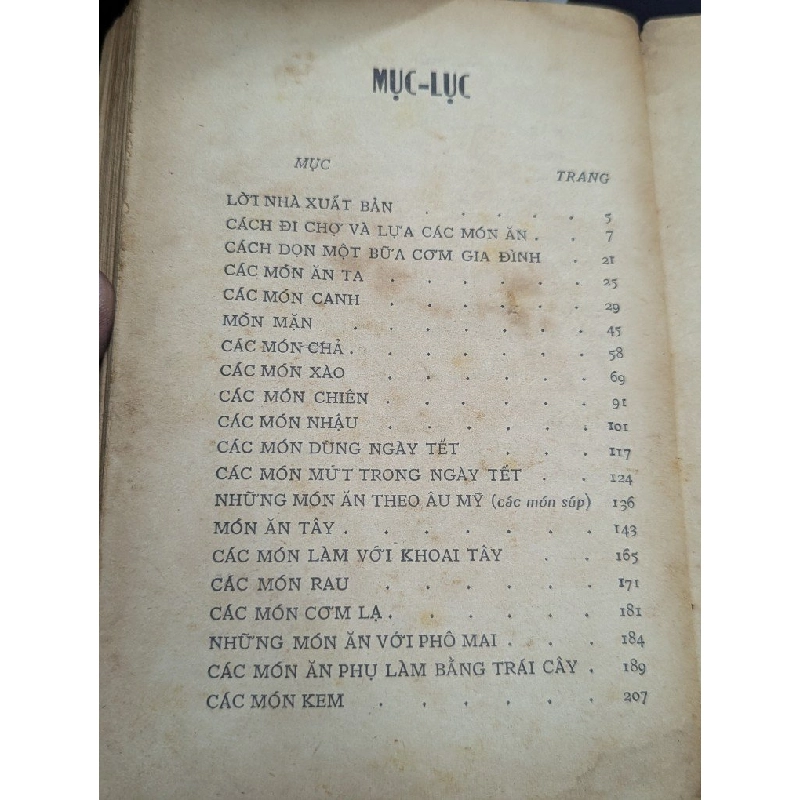 MỤC-LỤC
MỤC TRANG
LỜI NHÀ XUẤT BẢN . . . . . 5
CÁCH ĐI CHỢ VÀ LỰA CÁC MÓN ĂN . . . 7
CÁCH DỌN MỘT BỮA CƠM GIA ĐÌNH . 21
CÁC MÓN ĂN TA . . . . . . 25
CÁC MÓN CANH . . . . . . 29
MÓN MẶN . . . . . . 45
CÁC MÓN CHẢ . . . . . . 58
CÁC MÓN XÀO . . . . . . 69
CÁC MÓN CHIÊN . . . . . . 91
CÁC MÓN NHẬU . . . . . . 101
CÁC MÓN DÙNG NGÀY TẾT . . . 117
CÁC MÓN MỨT TRONG NGÀY TẾT . . 124
NHỮNG MÓN ĂN THEO ÂU MỸ (các món súp) 136
MÓN ĂN TÂY . . . . . . 143
CÁC MÓN LÀM VỚI KHOAI TÂY . . 165
CÁC MÓN RAU . . . . . . 171
CÁC MÓN CƠM LẠ . . . . . . 181
NHỮNG MÓN ĂN VỚI PHÔ MAI . . . 184
CÁC MÓN ĂN PHỤ LÀM BẰNG TRÁI CÂY . 189
CÁC MÓN KEM . . . . . . 207